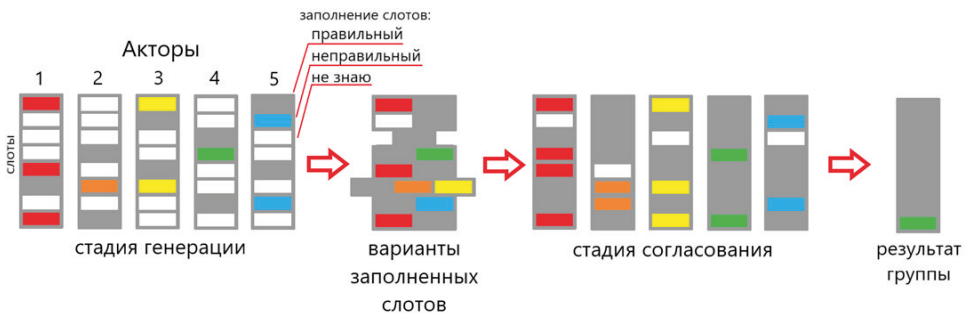 заполнение слотов:
правильный
неправильный
не знаю
Акторы
1 2 3 4 5
слоты
стадия генерации
варианты
заполненных
слотов
стадия согласования
результат
группы